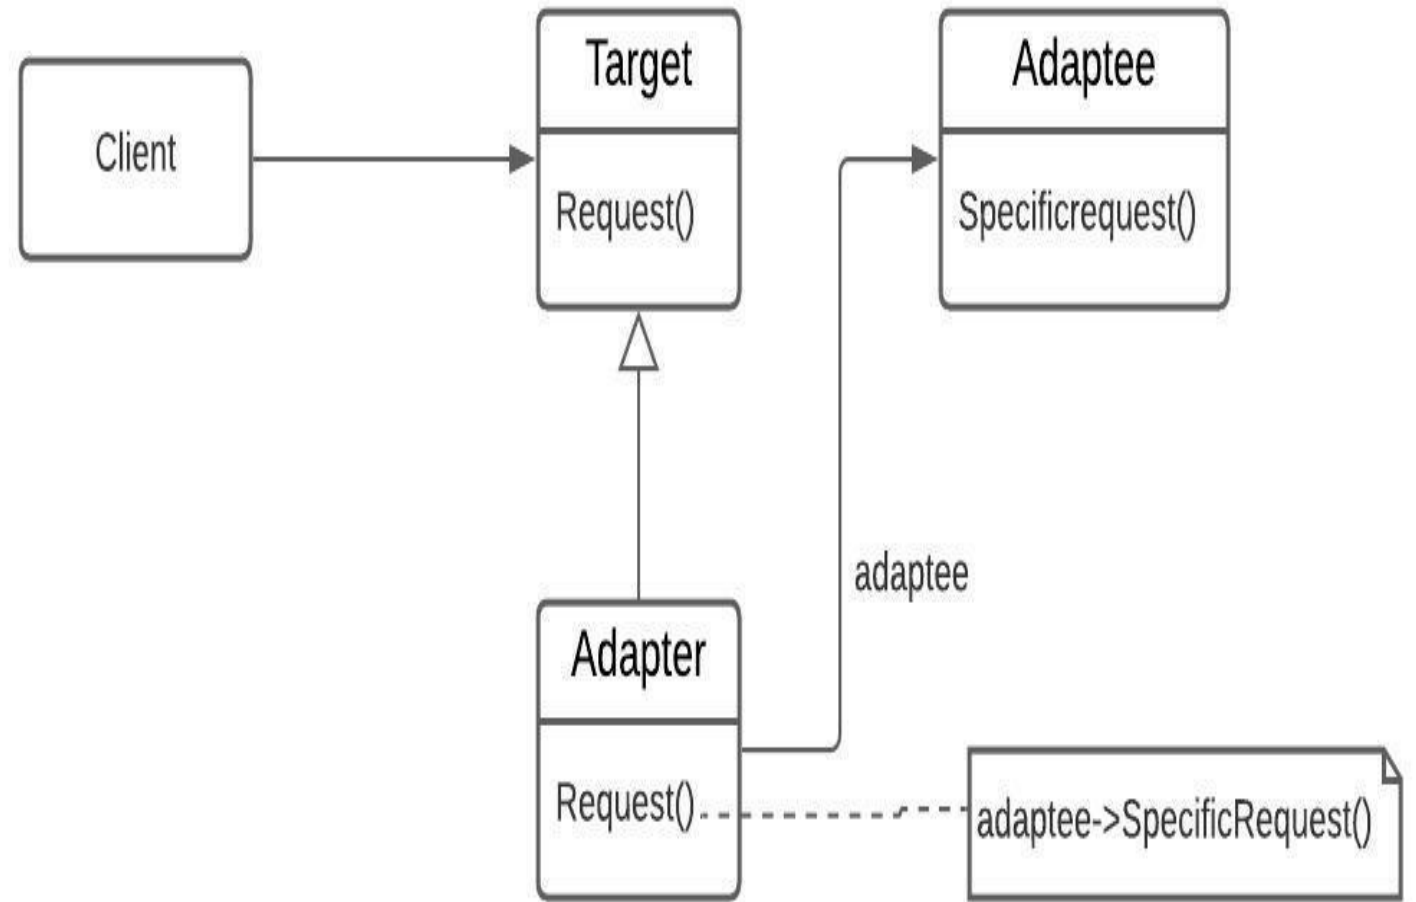 Target
Adaptee
Client
Request()
Specificrequest()
adaptee
Adapter
Request()
adaptee->SpecificRequest()